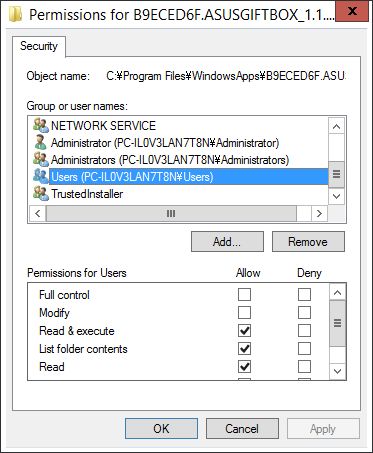 Permissions for B9ECED6F.ASUSGIFTBOX_1.1....
Security
Object name: C:¥Program Files¥WindowsApps¥B9ECED6F.ASUS
Group or user names:
NETWORK SERVICE
Administrator (PC-IL0V3LAN7T8N¥Administrator)
Administrators (PC-IL0V3LAN7T8N¥Administrators)
Users (PC-IL0V3LAN7T8N¥Users)
TrustedInstaller
Add... Remove
Permissions for Users Allow Deny
Full control
Modify
Read & execute
List folder contents
Read
OK Cancel Apply